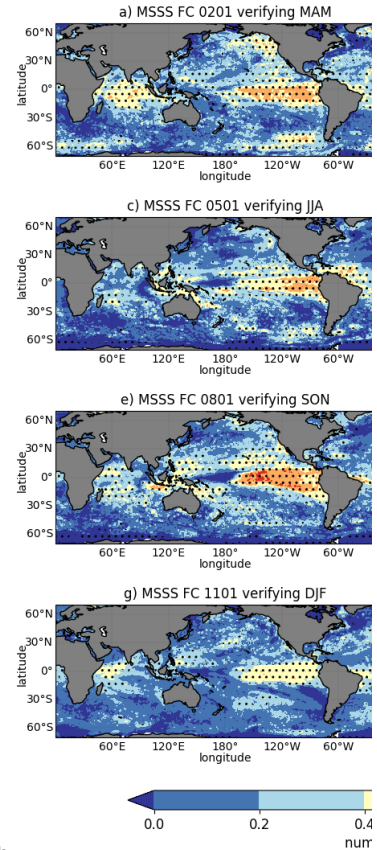 a) MSSS FC 0201 verifying MAM
60°N
30°N
0°
30°S
60°S
latitude
60°E 120°E 180° 120°W 60°W
longitude
c) MSSS FC 0501 verifying JJA
60°N
30°N
0°
30°S
60°S
latitude
60°E 120°E 180° 120°W 60°W
longitude
e) MSSS FC 0801 verifying SON
60°N
30°N
0°
30°S
60°S
latitude
60°E 120°E 180° 120°W 60°W
longitude
g) MSSS FC 1101 verifying DJF
60°N
30°N
0°
30°S
60°S
latitude
60°E 120°E 180° 120°W 60°W
longitude
0.0 0.2 0.4
num